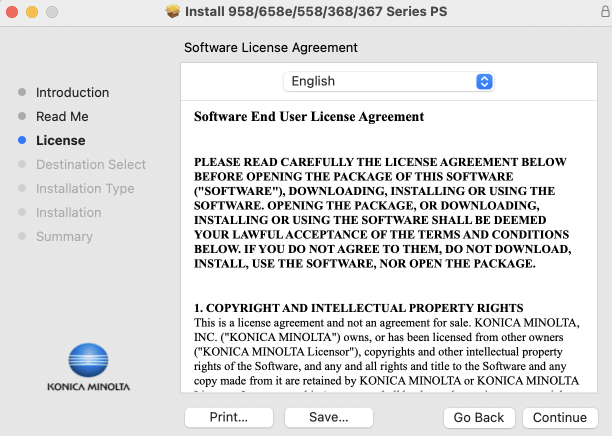 Install 958/658e/558/368/367 Series PS
Software License Agreement
Introduction
Read Me
License
Destination Select
Installation Type
Installation
Summary
KONICA MINOLTA
English
Software End User License Agreement
PLEASE READ CAREFULLY THE LICENSE AGREEMENT BELOW
BEFORE OPENING THE PACKAGE OF THIS SOFTWARE
("SOFTWARE"), DOWNLOADING, INSTALLING OR USING THE
SOFTWARE. OPENING THE PACKAGE, OR DOWNLOADING,
INSTALLING OR USING THE SOFTWARE SHALL BE DEEMED
YOUR LAWFUL ACCEPTANCE OF THE TERMS AND CONDITIONS
BELOW. IF YOU DO NOT AGREE TO THEM, DO NOT DOWNLOAD,
INSTALL, USE THE SOFTWARE, NOR OPEN THE PACKAGE.
1. COPYRIGHT AND INTELLECTUAL PROPERTY RIGHTS
This is a license agreement and not an agreement for sale. KONICA MINOLTA,
INC. ("KONICA MINOLTA") owns, or has been licensed from other owners
("KONICA MINOLTA Licensor"), copyrights and other intellectual property
rights of the Software, and any and all rights and title to the Software and any
copy made from it are retained by KONICA MINOLTA or KONICA MINOLTA
Print...
Save...
Go Back
Continue